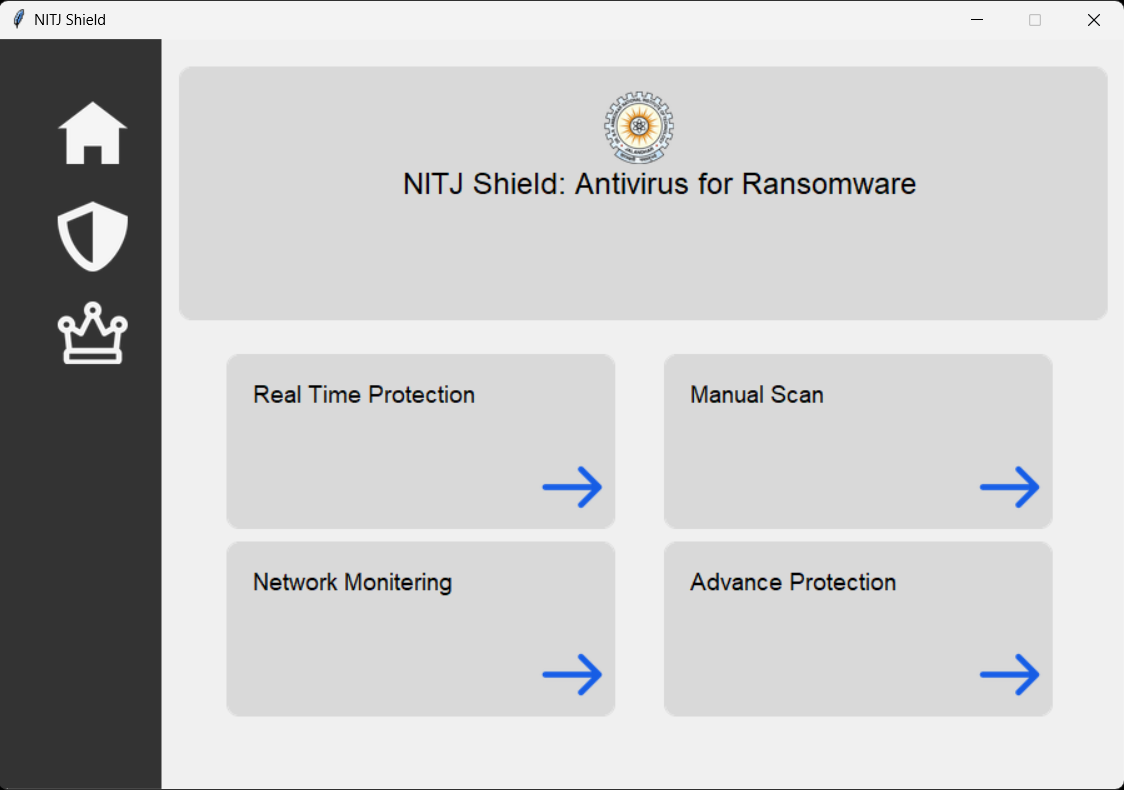 NITJ Shield
NITJ Shield: Antivirus for Ransomware
Real Time Protection
Manual Scan
Network Monitering
Advance Protection